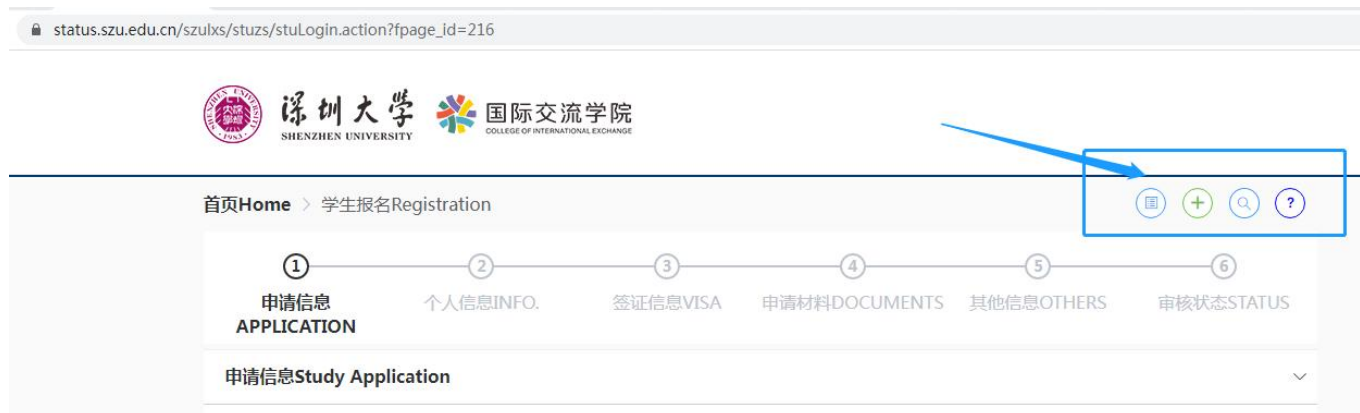 status.szu.edu.cn/szulxs/stuzs/stuLogin.action?fpage_id=216
深圳大学
SHENZHEN UNIVERSITY
国际交流学院
COLLEGE OF INTERNATIONAL EXCHANGE
首页Home > 学生报名Registration
?
1 2 3 4 5 6
申请信息 个人信息INFO. 签证信息VISA 申请材料DOCUMENTS 其他信息OTHERS 审核状态STATUS
APPLICATION
申请信息Study Application